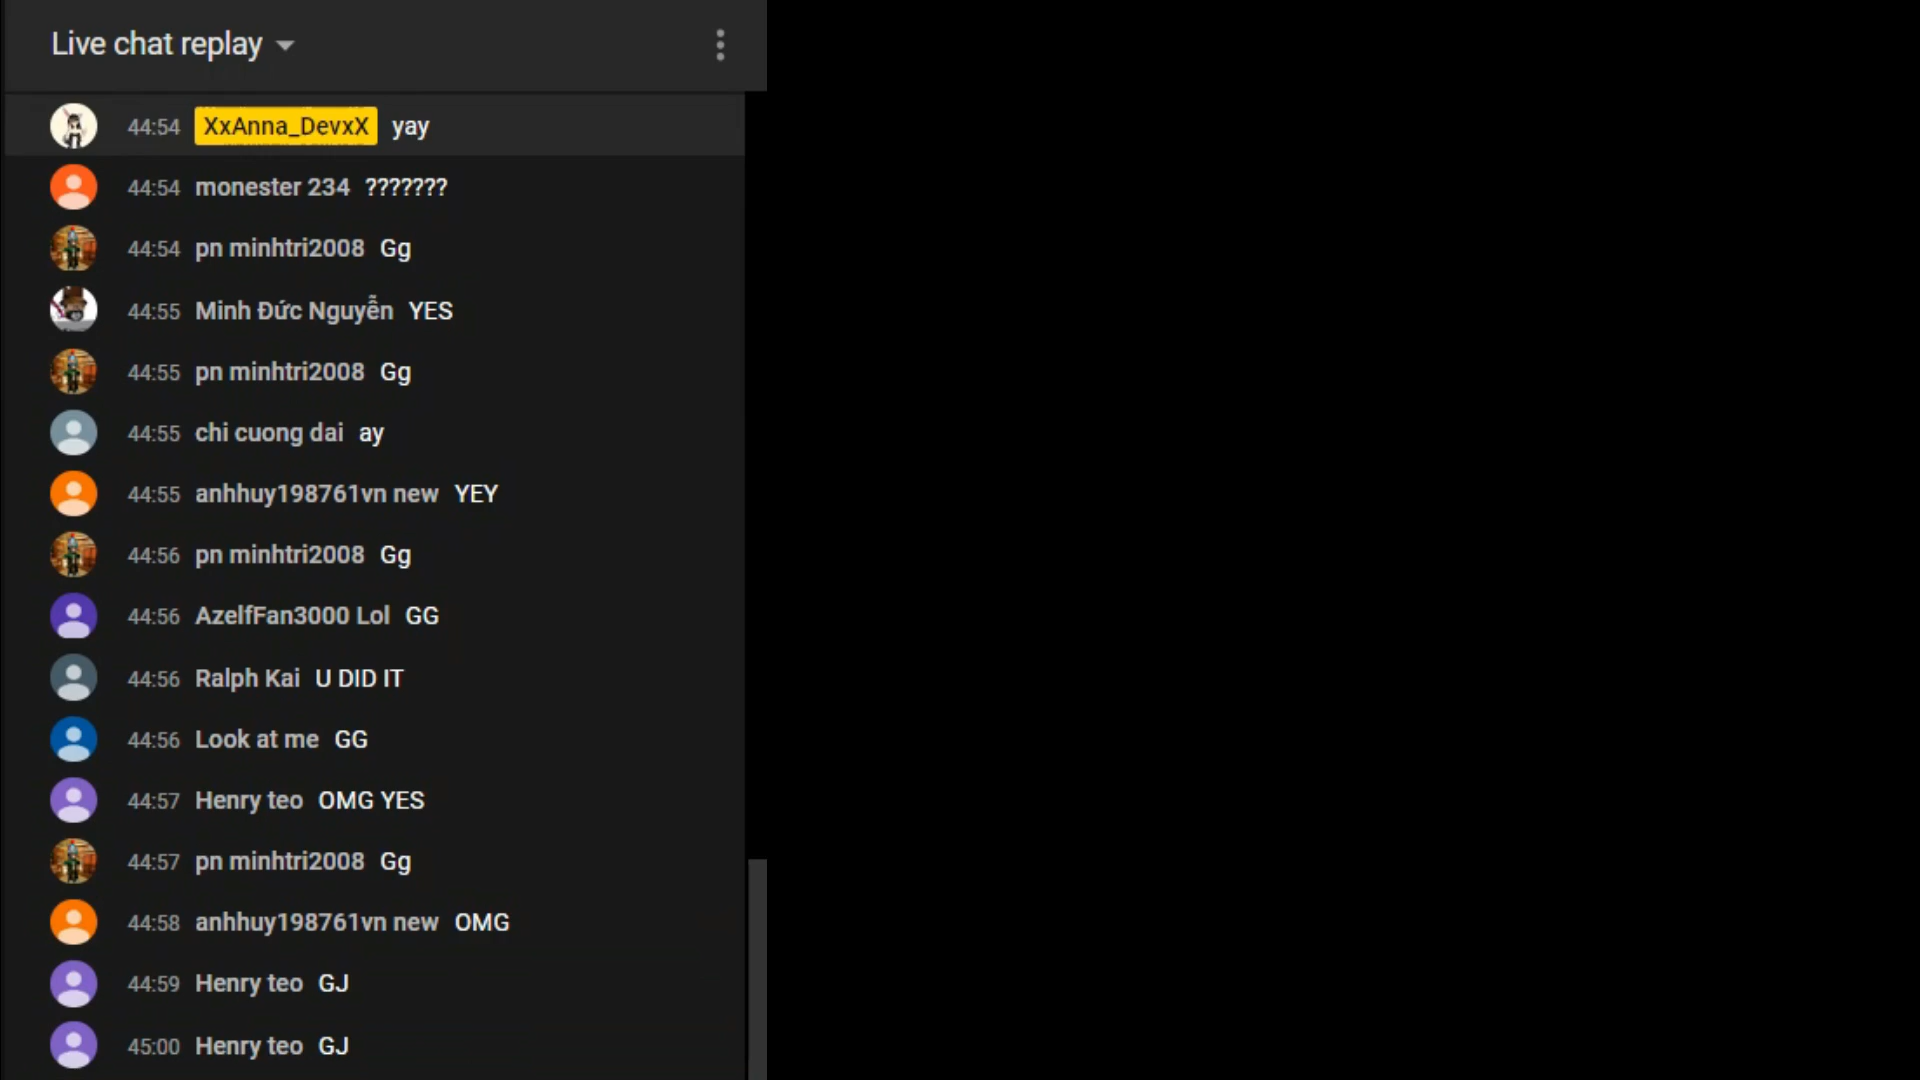 Live chat replay
44:54 XxAnna_DevxX yay
44:54 monester 234 ???????
44:54 pn minhtri2008 Gg
44:55 Minh Đức Nguyễn YES
44:55 pn minhtri2008 Gg
44:55 chi cuong dai ay
44:55 anhhuy198761vn new YEY
44:56 pn minhtri2008 Gg
44:56 AzelfFan3000 Lol GG
44:56 Ralph Kai U DID IT
44:56 Look at me GG
44:57 Henry teo OMG YES
44:57 pn minhtri2008 Gg
44:58 anhhuy198761vn new OMG
44:59 Henry teo GJ
45:00 Henry teo GJ